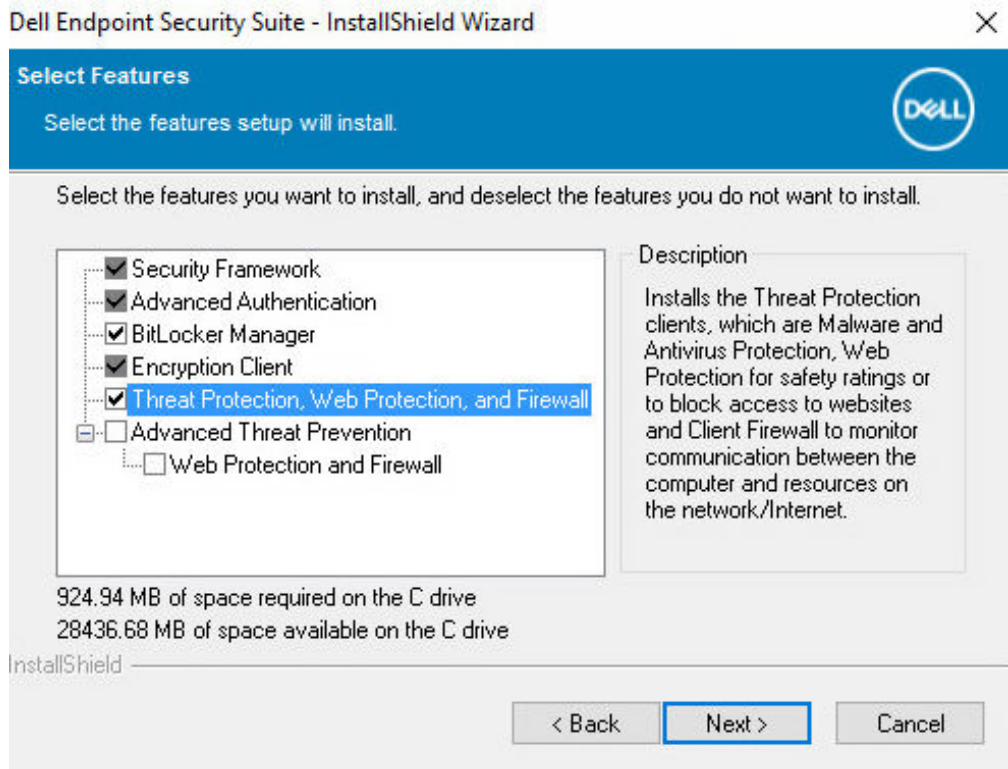 Dell Endpoint Security Suite - InstallShield Wizard
Select Features
Select the features setup will install.
DELL
Select the features you want to install, and deselect the features you do not want to install.
Security Framework
Advanced Authentication
BitLocker Manager
Encryption Client
Threat Protection, Web Protection, and Firewall
Advanced Threat Prevention
Web Protection and Firewall
Description
Installs the Threat Protection
clients, which are Malware and
Antivirus Protection, Web
Protection for safety ratings or
to block access to websites
and Client Firewall to monitor
communication between the
computer and resources on
the network/Internet.
924.94 MB of space required on the C drive
28436.68 MB of space available on the C drive
InstallShield
< Back
Next >
Cancel